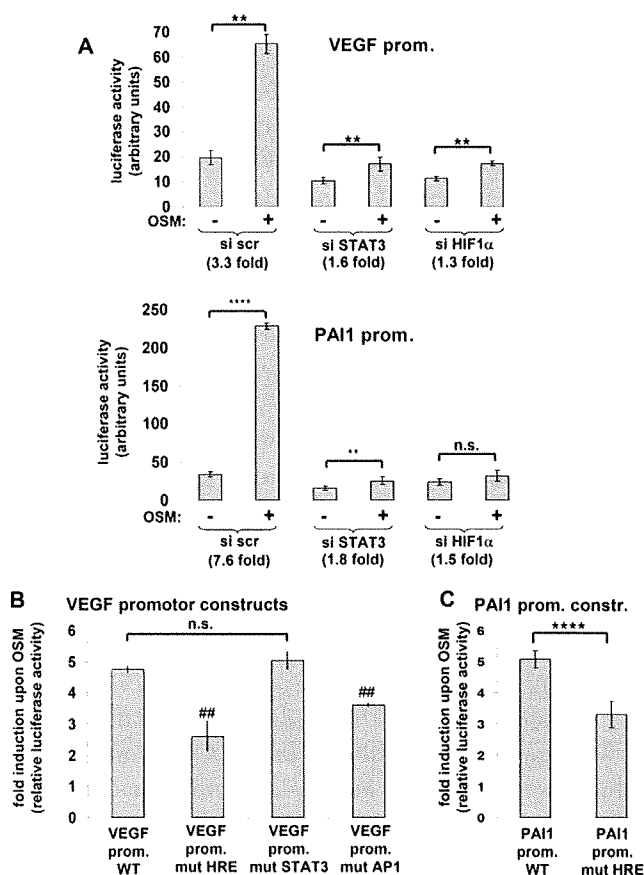 A
VEGF prom.
luciferase activity
(arbitrary units)
70
60
50
40
30
20
10
0
**
**
**
OSM: - + - + - +
si scr si STAT3 si HIF1α
(3.3 fold) (1.6 fold) (1.3 fold)
PAI1 prom.
luciferase activity
(arbitrary units)
250
200
150
100
50
0
****
**
n.s.
OSM: - + - + - +
si scr si STAT3 si HIF1α
(7.6 fold) (1.8 fold) (1.5 fold)
B
VEGF promotor constructs
fold induction upon OSM
(relative luciferase activity)
6
5
4
3
2
1
0
n.s.
##
##
VEGF VEGF VEGF VEGF
prom. prom. prom. prom.
WT mut HRE mut STAT3 mut AP1
C
PAI1 prom. constr.
fold induction upon OSM
(relative luciferase activity)
6
5
4
3
2
1
0
****
PAI1 PAI1
prom. prom.
WT mut HRE